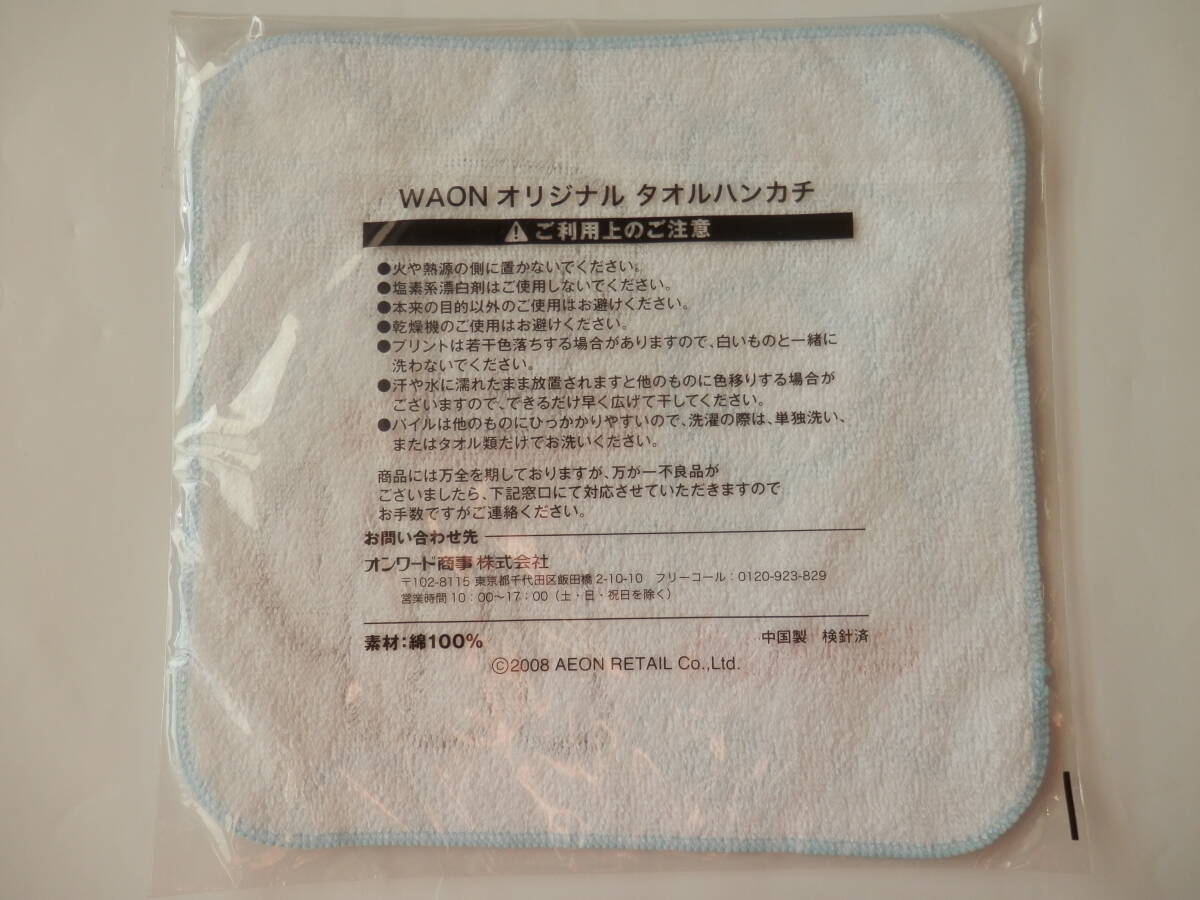 WAON オリジナル タオルハンカチ
⚠ ご利用上のご注意
●火や熱源の側に置かないでください。
●塩素系漂白剤はご使用しないでください。
●本来の目的以外のご使用はお避けください。
●乾燥機のご使用はお避けください。
●プリントは若干色落ちする場合がありますので、白いものと一緒に
洗わないでください。
●汗や水に濡れたまま放置されますと他のものに色移りする場合が
ございますので、できるだけ早く広げて干してください。
●パイルは他のものにひっかかりやすいので、洗濯の際は、単独洗い、
またはタオル類だけでお洗いください。
商品には万全を期しておりますが、万が一不良品が
ございましたら、下記窓口にて対応させていただきますので
お手数ですがご連絡ください。
お問い合わせ先
オンワード商事 株式会社
〒102-8115 東京都千代田区飯田橋 2-10-10 フリーコール：0120-923-829
営業時間 10：00〜17：00（土・日・祝日を除く）
素材：綿100% 中国製 検針済
©2008 AEON RETAIL Co.,Ltd.